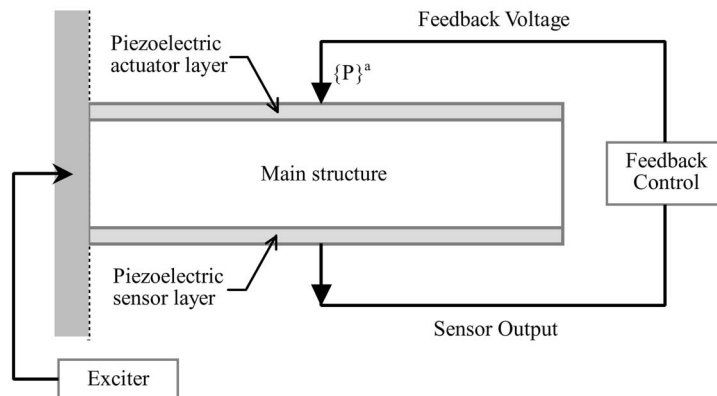 Feedback Voltage
Piezoelectric
actuator layer
{P}ᵃ
Main structure
Feedback
Control
Piezoelectric
sensor layer
Sensor Output
Exciter